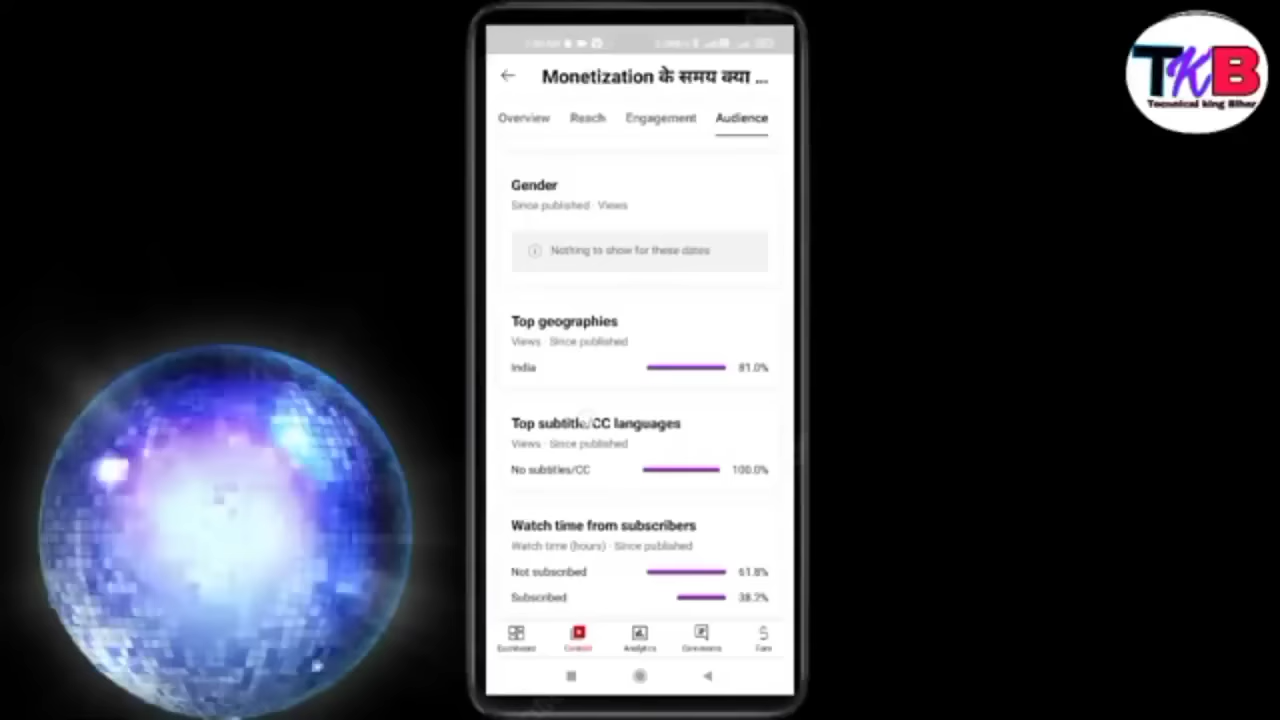 TKB
Tecnnical king Bihar
Monetization के समय क्या ...
Overview Reach Engagement Audience
Gender
Since published · Views
Nothing to show for these dates
Top geographies
Views · Since published
India 81.0%
Top subtitle/CC languages
Views · Since published
No subtitles/CC 100.0%
Watch time from subscribers
Watch time (hours) · Since published
Not subscribed 61.8%
Subscribed 38.2%
Dashboard Content Analytics Comments Earn